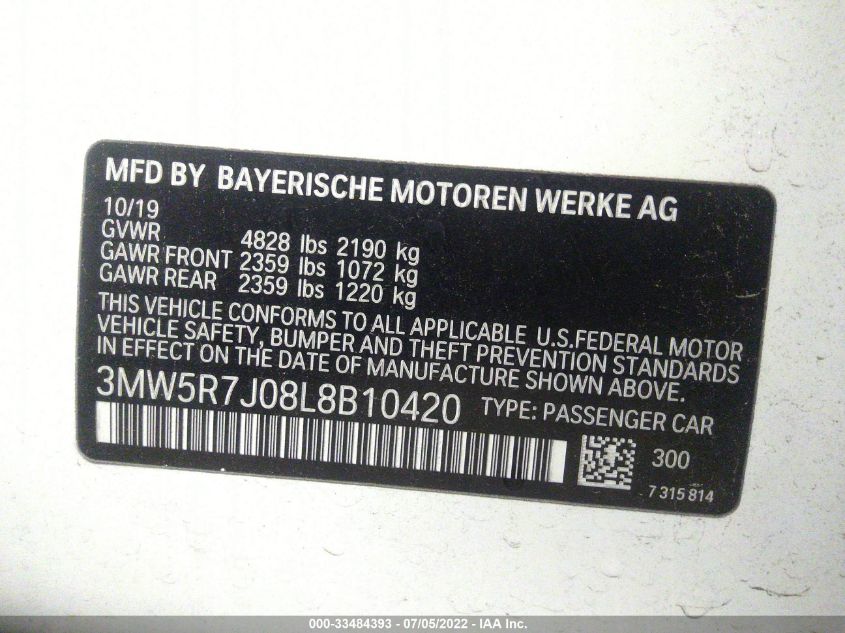 MFD BY BAYERISCHE MOTOREN WERKE AG
10/19
GVWR 4828 lbs 2190 kg
GAWR FRONT 2359 lbs 1072 kg
GAWR REAR 2359 lbs 1220 kg
THIS VEHICLE CONFORMS TO ALL APPLICABLE U.S.FEDERAL MOTOR
VEHICLE SAFETY, BUMPER AND THEFT PREVENTION STANDARDS
IN EFFECT ON THE DATE OF MANUFACTURE SHOWN ABOVE.
3MW5R7J08L8B10420 TYPE: PASSENGER CAR
300
7 315 814
000-33484393 - 07/05/2022 - IAA Inc.